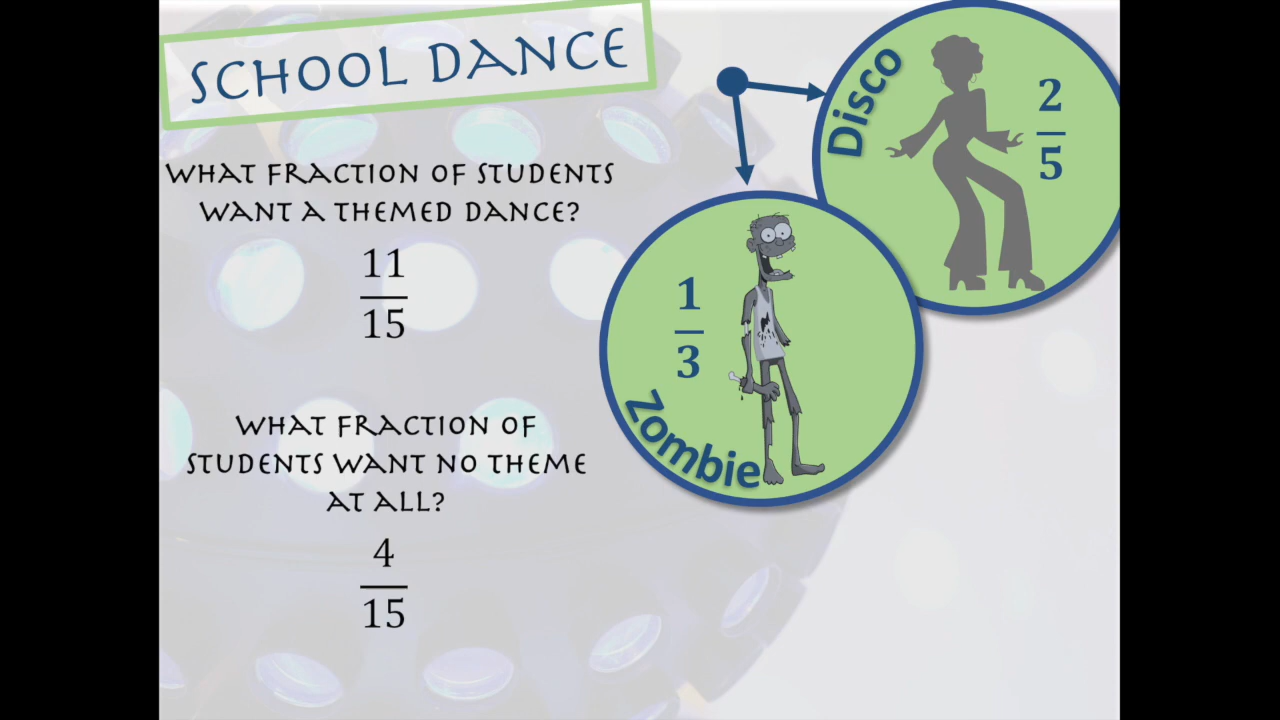 SCHOOL DANCE
WHAT FRACTION OF STUDENTS
WANT A THEMED DANCE?
11
15
WHAT FRACTION OF
STUDENTS WANT NO THEME
AT ALL?
4
15
Disco
2
5
1
3
Zombie